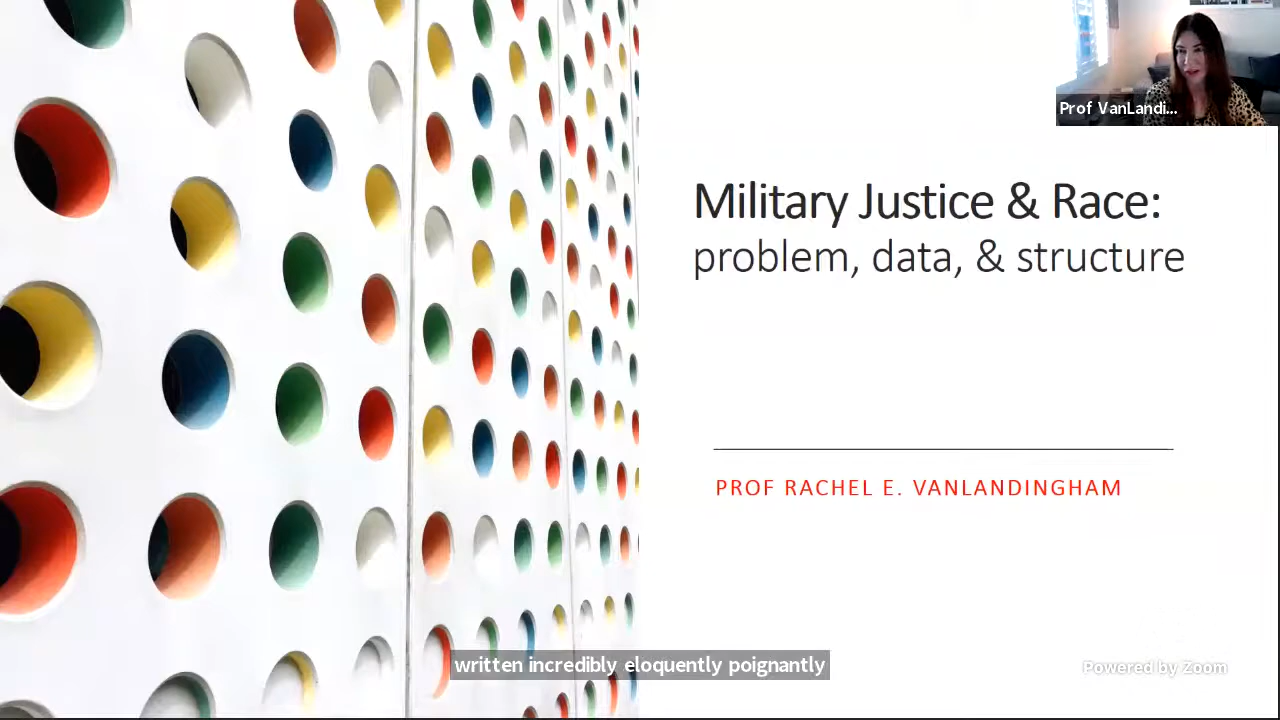 Prof VanLandi...
Military Justice & Race:
problem, data, & structure
PROF RACHEL E. VANLANDINGHAM
written incredibly eloquently poignantly
Powered by Zoom